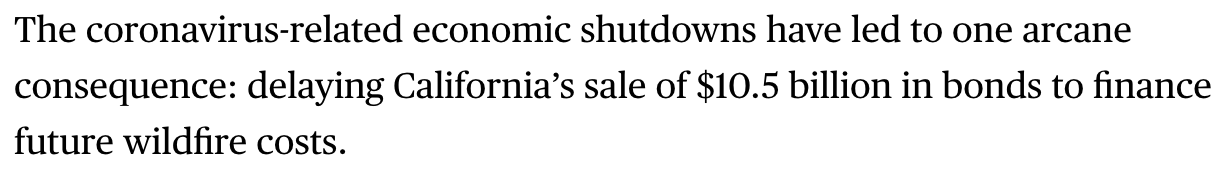 The coronavirus-related economic shutdowns have led to one arcane
consequence: delaying California’s sale of $10.5 billion in bonds to finance
future wildfire costs.